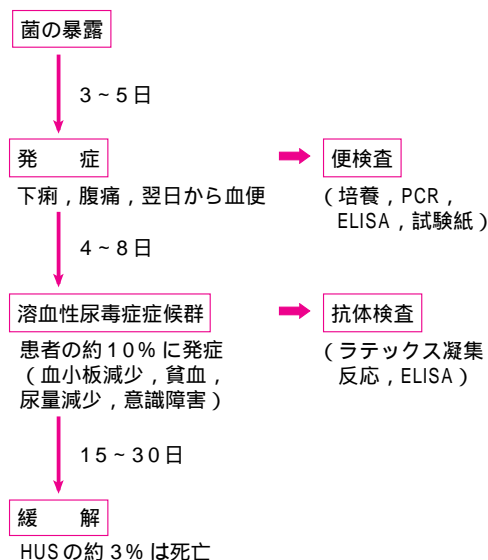 菌の暴露
3~5日
発　症
便検査
下痢，腹痛，翌日から血便
（培養，PCR，
ELISA，試験紙）
4~8日
溶血性尿毒症症候群
抗体検査
患者の約10%に発症
（血小板減少，貧血，
尿量減少，意識障害）
（ラテックス凝集
反応，ELISA）
15~30日
緩　解
HUSの約3%は死亡